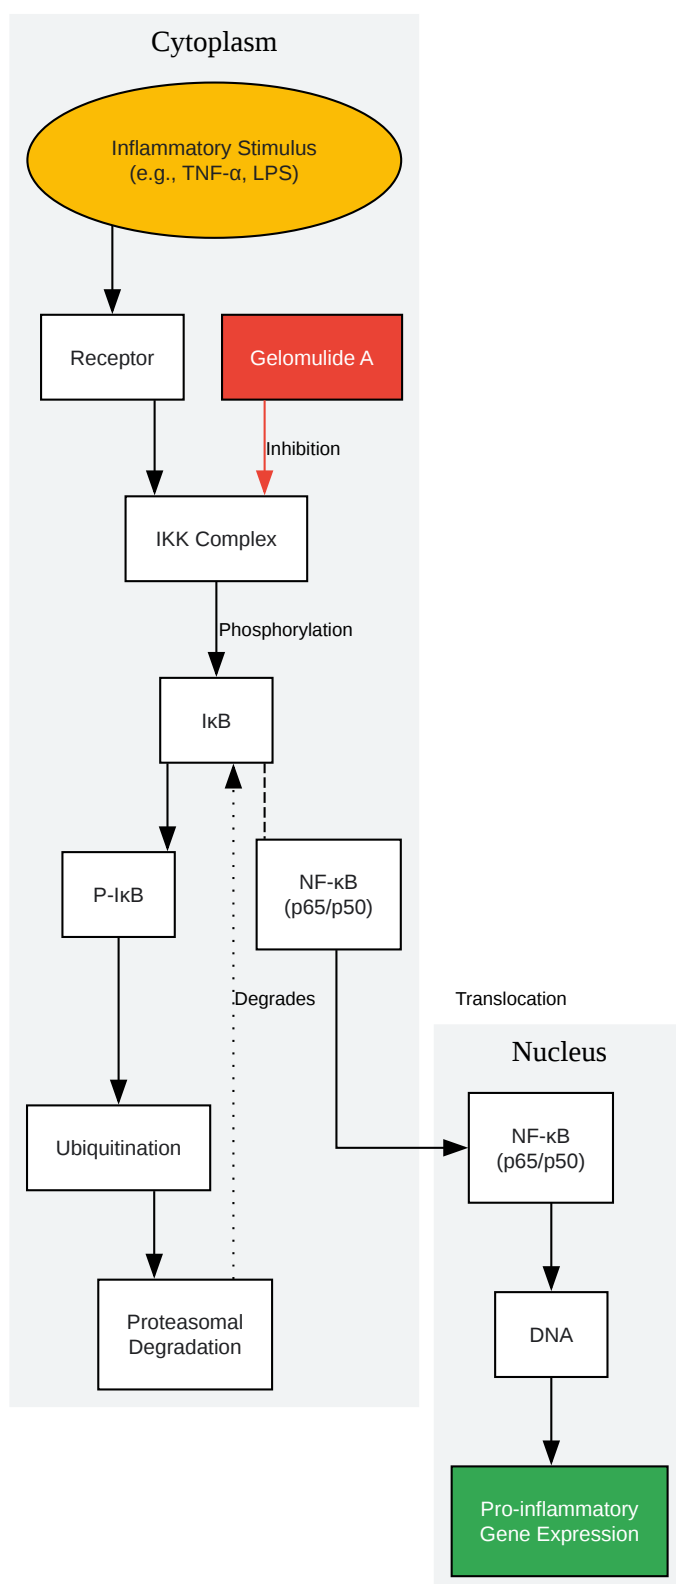 Cytoplasm
Inflammatory Stimulus
(e.g., TNF-α, LPS)
Receptor
Gelomulide A
Inhibition
IKK Complex
Phosphorylation
IκB
P-IκB
NF-κB
(p65/p50)
Degrades
Translocation
Nucleus
Ubiquitination
NF-κB
(p65/p50)
Proteasomal
Degradation
DNA
Pro-inflammatory
Gene Expression